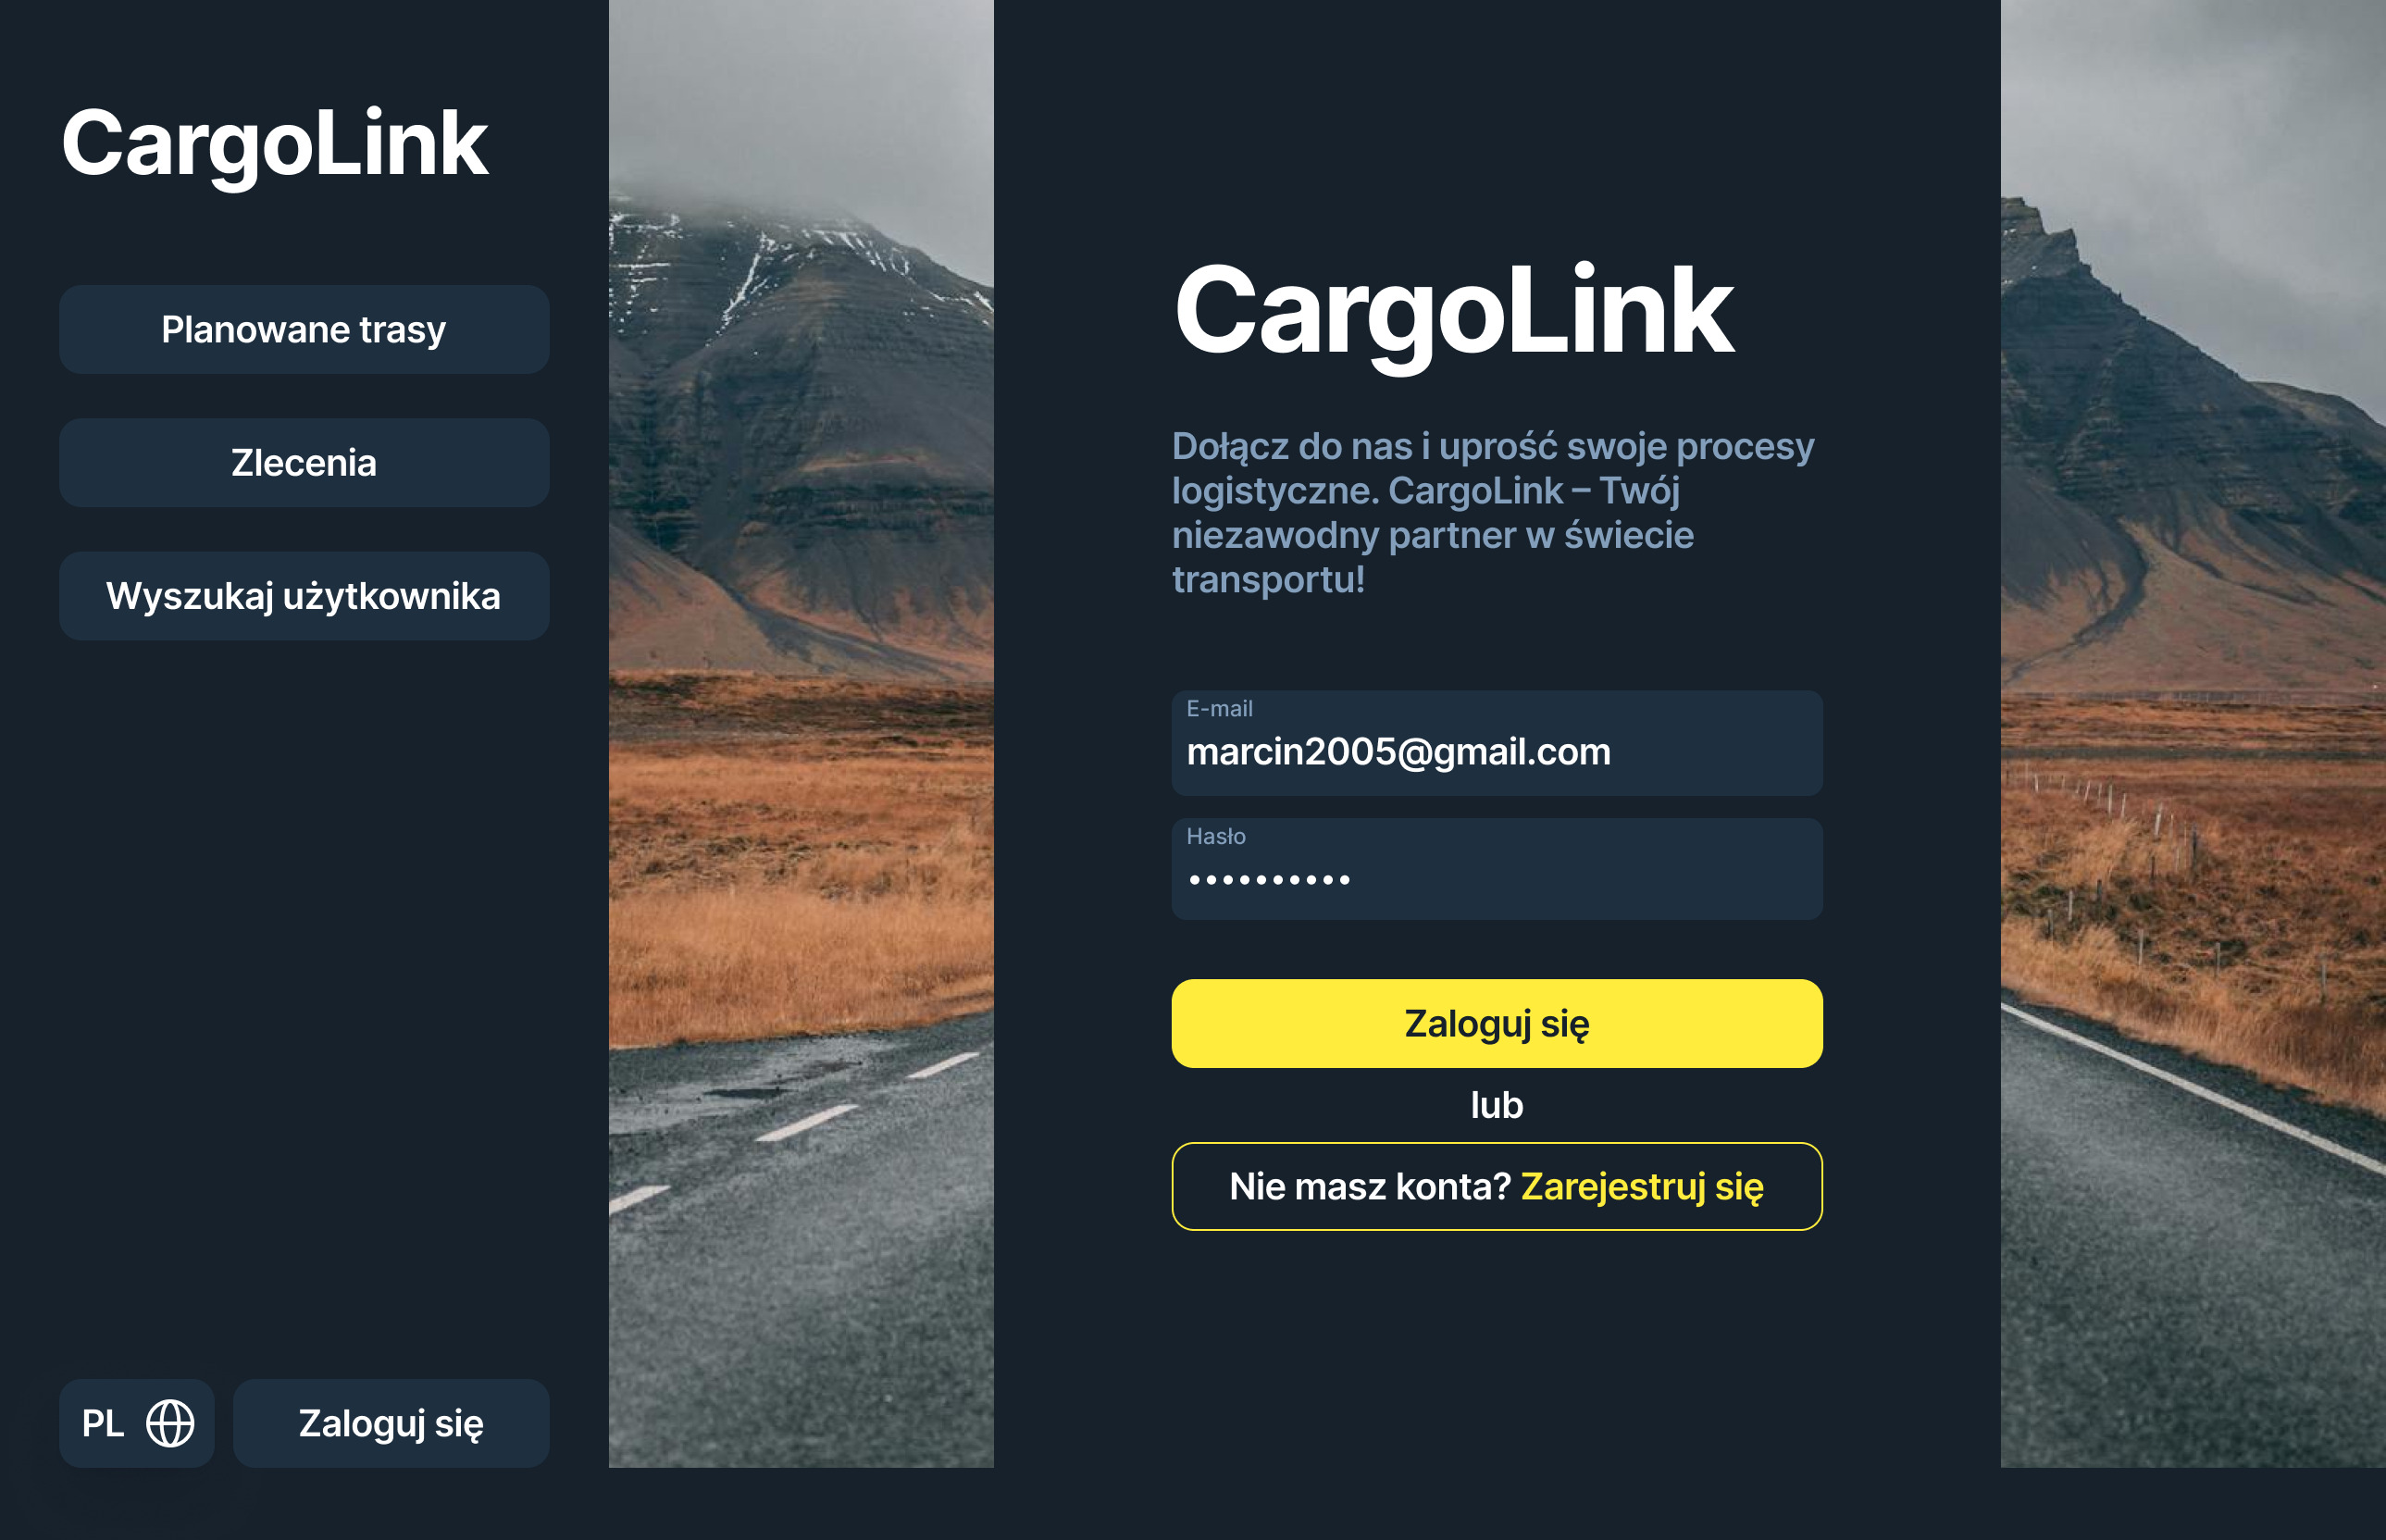 CargoLink
Planowane trasy
Zlecenia
Wyszukaj użytkownika
PL
Zaloguj się
CargoLink
Dołącz do nas i uprość swoje procesy
logistyczne. CargoLink – Twój
niezawodny partner w świecie
transportu!
E-mail
marcin2005@gmail.com
Hasło
••••••••••
Zaloguj się
lub
Nie masz konta? Zarejestruj się